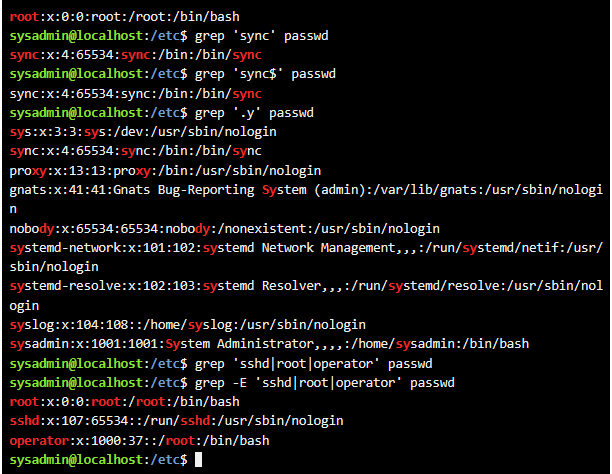 root:x:0:0:root:/root:/bin/bash
sysadmin@localhost:/etc$ grep 'sync' passwd
sync:x:4:65534:sync:/bin:/bin/sync
sysadmin@localhost:/etc$ grep 'sync$' passwd
sync:x:4:65534:sync:/bin:/bin/sync
sysadmin@localhost:/etc$ grep '.y' passwd
sys:x:3:3:sys:/dev:/usr/sbin/nologin
sync:x:4:65534:sync:/bin:/bin/sync
proxy:x:13:13:proxy:/bin:/usr/sbin/nologin
gnats:x:41:41:Gnats Bug-Reporting System (admin):/var/lib/gnats:/usr/sbin/nologi
n
nobody:x:65534:65534:nobody:/nonexistent:/usr/sbin/nologin
systemd-network:x:101:102:systemd Network Management,,,:/run/systemd/netif:/usr/
sbin/nologin
systemd-resolve:x:102:103:systemd Resolver,,,:/run/systemd/resolve:/usr/sbin/nol
ogin
syslog:x:104:108::/home/syslog:/usr/sbin/nologin
sysadmin:x:1001:1001:System Administrator,,,,:/home/sysadmin:/bin/bash
sysadmin@localhost:/etc$ grep 'sshd|root|operator' passwd
sysadmin@localhost:/etc$ grep -E 'sshd|root|operator' passwd
root:x:0:0:root:/root:/bin/bash
sshd:x:107:65534::/run/sshd:/usr/sbin/nologin
operator:x:1000:37::/root:/bin/bash
sysadmin@localhost:/etc$